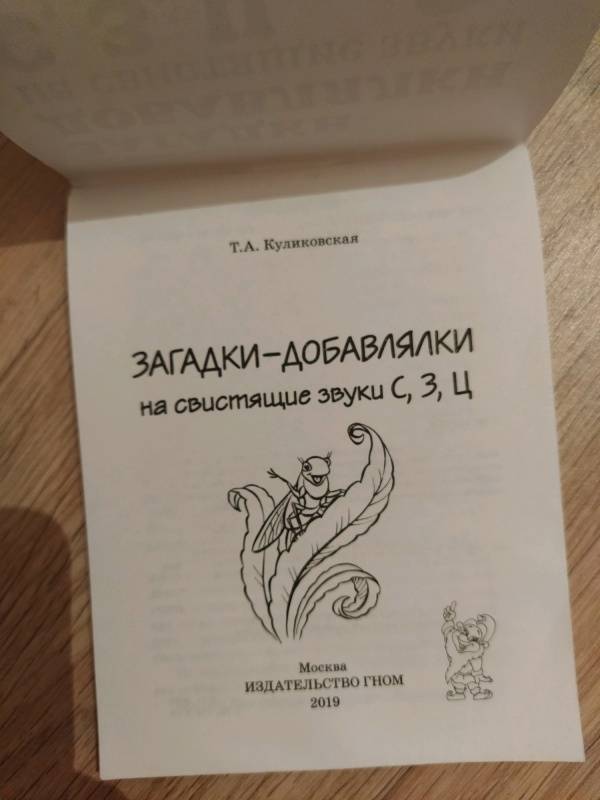 Т.А. Куликовская
ЗАГАДКИ-ДОБАВЛЯЛКИ
на свистящие звуки С, З, Ц
Москва
ИЗДАТЕЛЬСТВО ГНОМ
2019